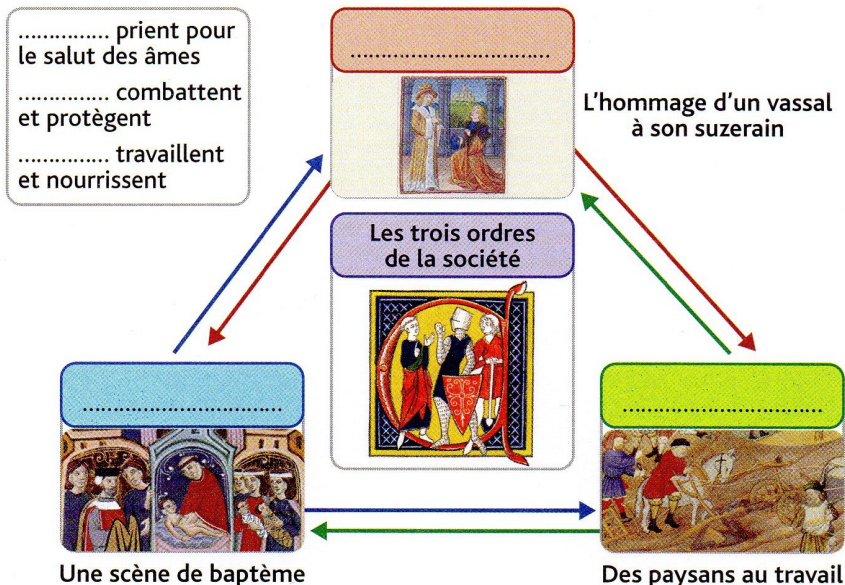 ............... prient pour
le salut des âmes
............... combattent
et protègent
............... travaillent
et nourrissent
.................................
L'hommage d'un vassal
à son suzerain
Les trois ordres
de la société
.................................
.................................
Une scène de baptème
Des paysans au travail